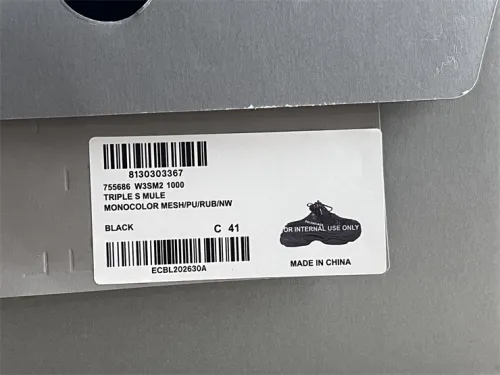 8130303367
755686 W3SM2 1000
TRIPLE S MULE
MONOCOLOR MESH/PU/RUB/NW
BLACK C 41
OR INTERNAL USE ONLY
ECBL202630A
MADE IN CHINA